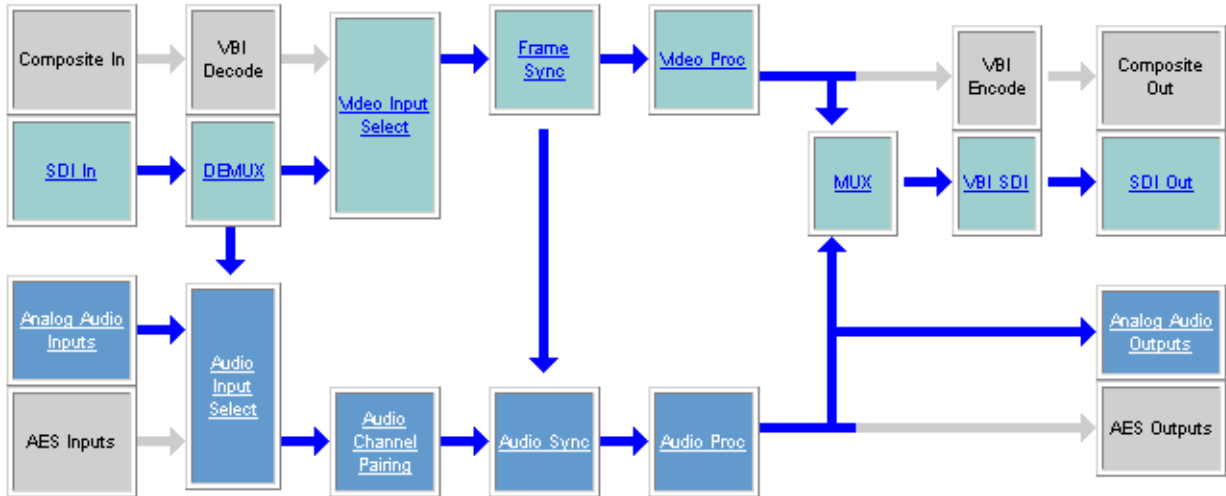 Composite In
VBI
Decode
Video Input
Select
Frame
Sync
Video Proc
VBI
Encode
Composite
Out
SDI In
DEMUX
MUX
VBI SDI
SDI Out
Analog Audio
Inputs
Audio
Input
Select
Analog Audio
Outputs
AES Inputs
Audio
Channel
Pairing
Audio Sync
Audio Proc
AES Outputs